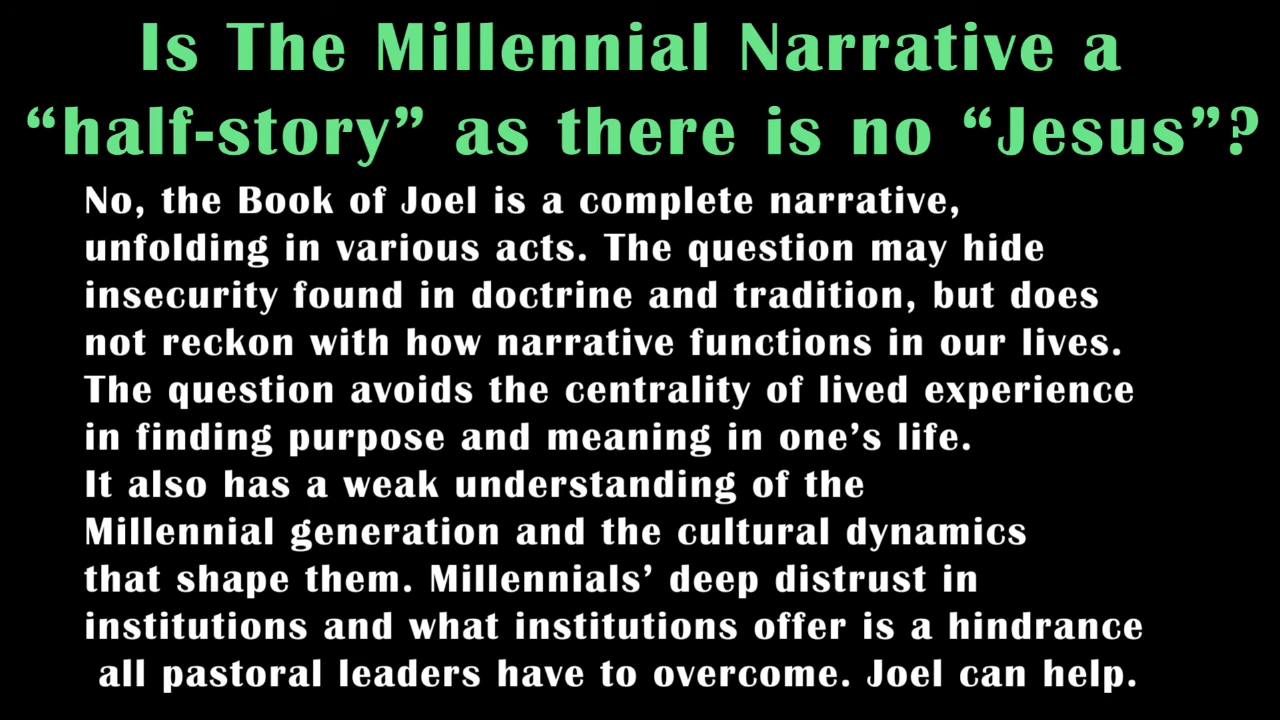 Is The Millennial Narrative a
“half-story” as there is no “Jesus”?
No, the Book of Joel is a complete narrative,
unfolding in various acts. The question may hide
insecurity found in doctrine and tradition, but does
not reckon with how narrative functions in our lives.
The question avoids the centrality of lived experience
in finding purpose and meaning in one’s life.
It also has a weak understanding of the
Millennial generation and the cultural dynamics
that shape them. Millennials’ deep distrust in
institutions and what institutions offer is a hindrance
all pastoral leaders have to overcome. Joel can help.